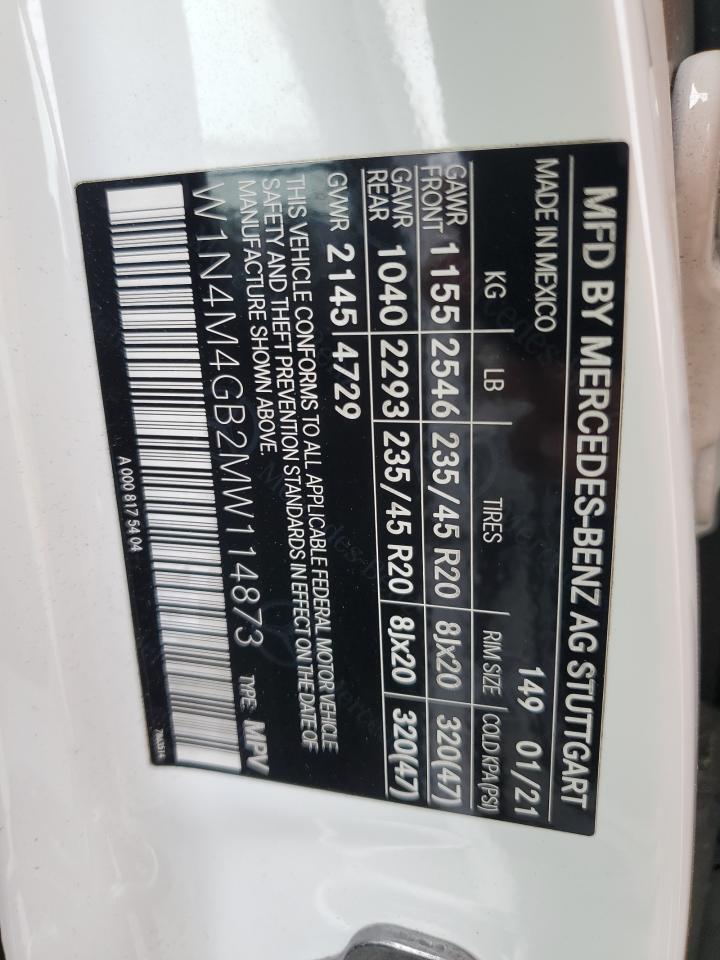 MFD BY MERCEDES-BENZ AG STUTTGART
MADE IN MEXICO 149 01/21
KG LB TIRES RIM SIZE COLD KPA(PSI)
GAWR FRONT 1155 2546 235/45 R20 8Jx20 320(47)
GAWR REAR 1040 2293 235/45 R20 8Jx20 320(47)
GVWR 2145 4729
THIS VEHICLE CONFORMS TO ALL APPLICABLE FEDERAL MOTOR VEHICLE
SAFETY AND THEFT PREVENTION STANDARDS IN EFFECT ON THE DATE OF
MANUFACTURE SHOWN ABOVE.
W1N4M4GB2MW114873 TYPE: MPV
A 000 817 54 04